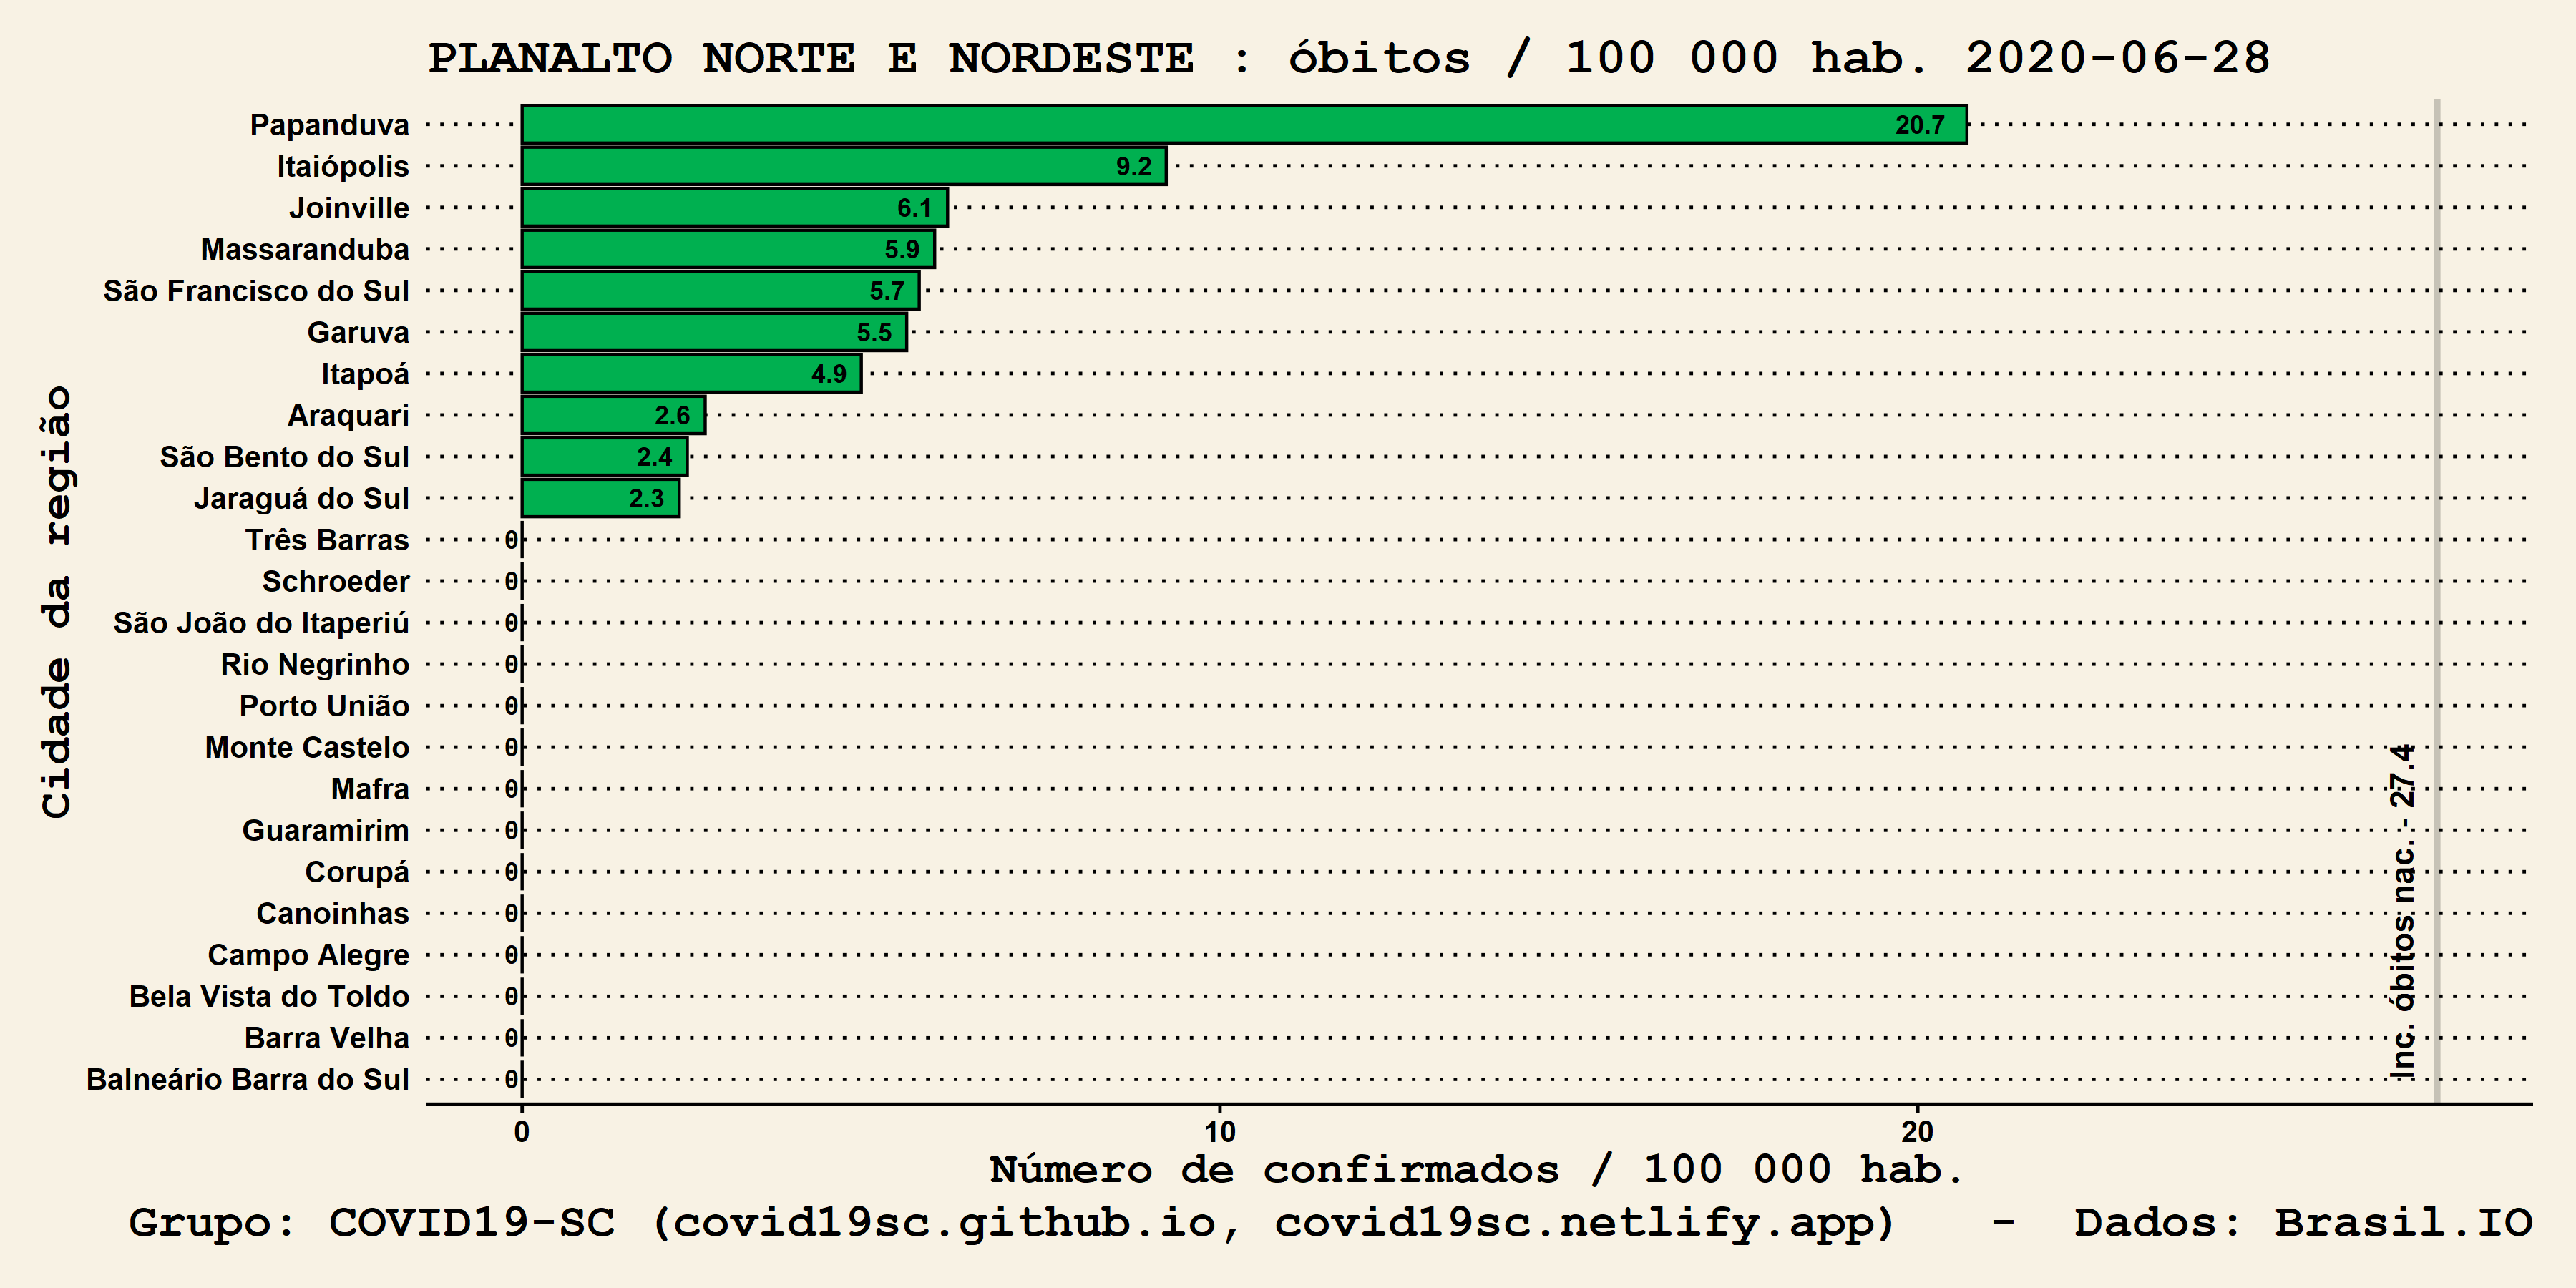 PLANALTO NORTE E NORDESTE : óbitos / 100 000 hab. 2020-06-28
Cidade da região
Papanduva 20.7
Itaiópolis 9.2
Joinville 6.1
Massaranduba 5.9
São Francisco do Sul 5.7
Garuva 5.5
Itapoá 4.9
Araquari 2.6
São Bento do Sul 2.4
Jaraguá do Sul 2.3
Três Barras 0
Schroeder 0
São João do Itaperiú 0
Rio Negrinho 0
Porto União 0
Monte Castelo 0
Mafra 0
Guaramirim 0
Corupá 0
Canoinhas 0
Campo Alegre 0
Bela Vista do Toldo 0
Barra Velha 0
Balneário Barra do Sul 0
Inc. óbitos nac. - 27.4
0 10 20
Número de confirmados / 100 000 hab.
Grupo: COVID19-SC (covid19sc.github.io, covid19sc.netlify.app) - Dados: Brasil.IO